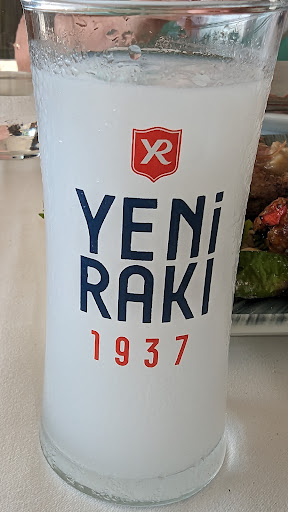 YR
YENİ
RAKI
1937